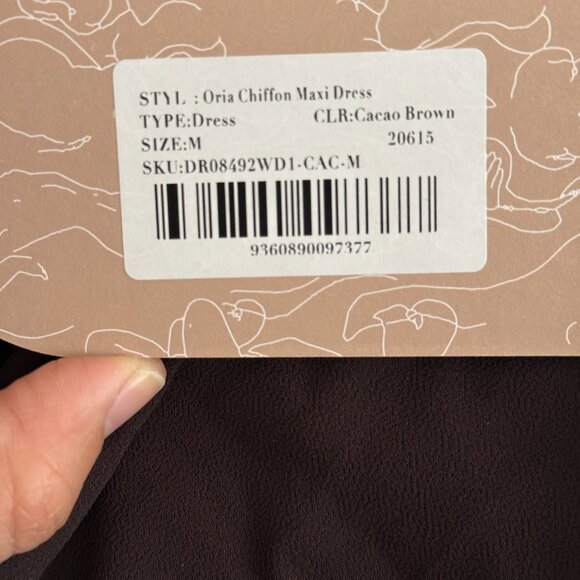 STYL : Oria Chiffon Maxi Dress
TYPE:Dress CLR:Cacao Brown
SIZE:M 20615
SKU:DR08492WD1-CAC-M
9360890097377